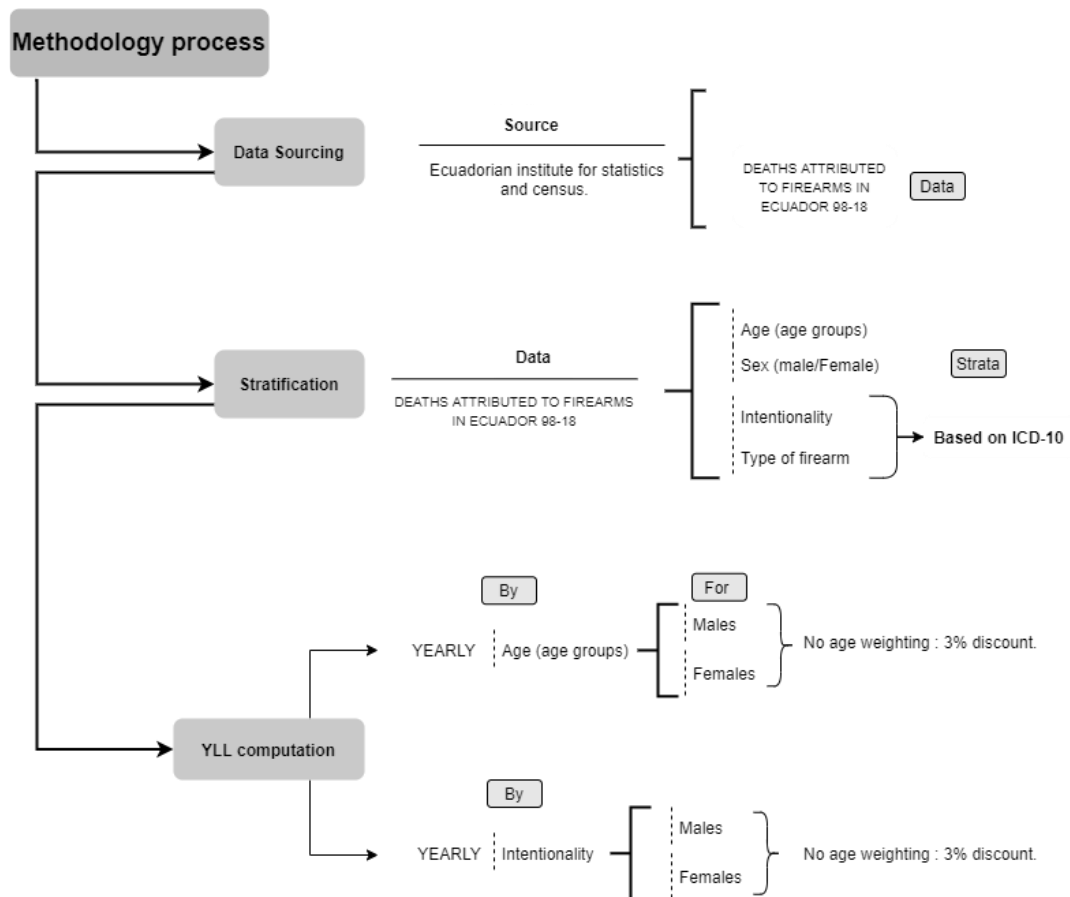 Methodology process
Data Sourcing
Source
Ecuadorian institute for statistics
and census.
DEATHS ATTRIBUTED
TO FIREARMS IN
ECUADOR 98-18
Data
Stratification
Data
DEATHS ATTRIBUTED TO FIREARMS
IN ECUADOR 98-18
Age (age groups)
Sex (male/Female)
Strata
Intentionality
Type of firearm
Based on ICD-10
YLL computation
By
For
YEARLY
Age (age groups)
Males
Females
No age weighting : 3% discount.
By
YEARLY
Intentionality
Males
Females
No age weighting : 3% discount.